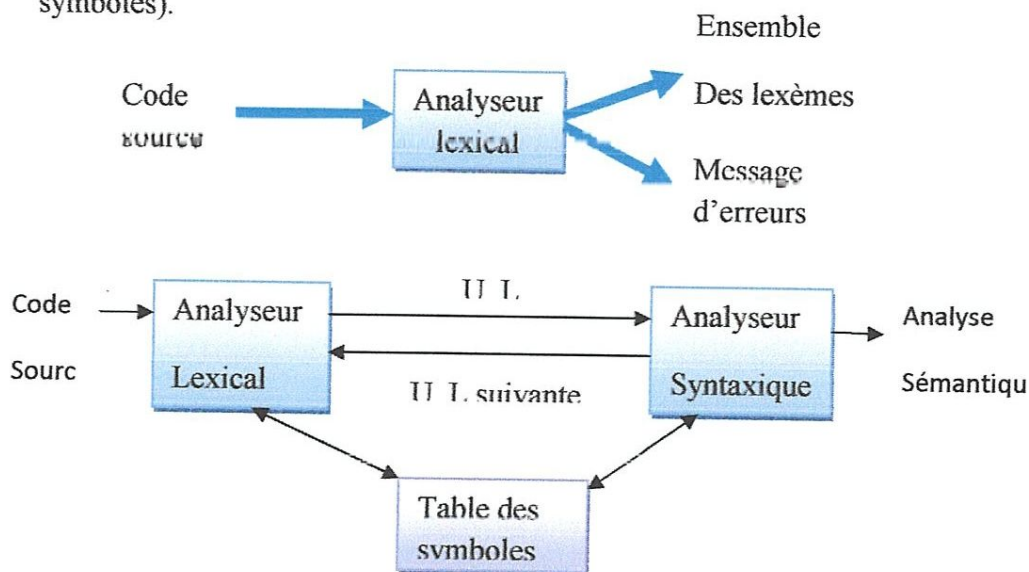 symboles).
Ensemble
Code
source
Analyseur
lexical
Des lexèmes
Message
d'erreurs
Code
Sourc
Analyseur
Lexical
U L
U L suivante
Analyseur
Syntaxique
Analyse
Sémantiqu
Table des
symboles